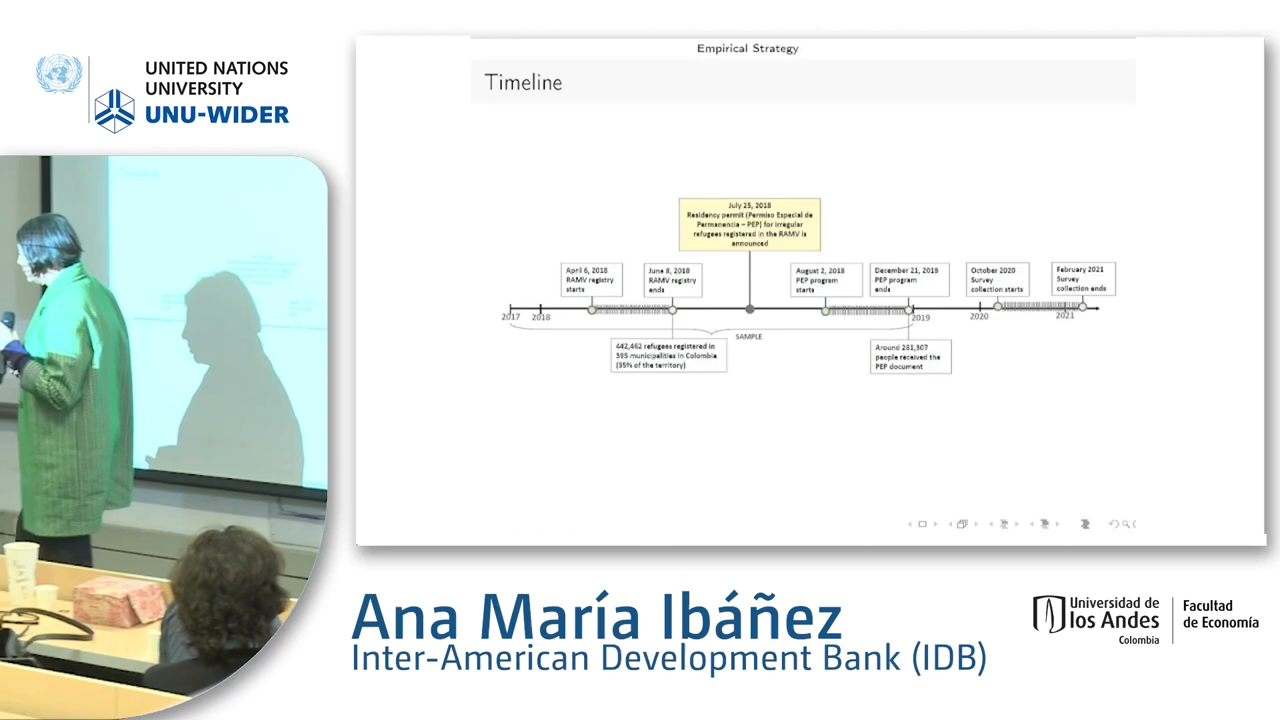 UNITED NATIONS
UNIVERSITY
UNU-WIDER
Empirical Strategy
Timeline
July 25, 2018
Residency permit (Permiso Especial de
Permanencia – PEP) for irregular
refugees registered in the RAMV is
announced
April 6, 2018
RAMV registry
starts
June 8, 2018
RAMV registry
ends
August 2, 2018
PEP program
starts
December 21, 2018
PEP program
ends
October 2020
Survey
collection starts
February 2021
Survey
collection ends
2017
2018
2019
2020
2021
SAMPLE
442,462 refugees registered in
395 municipalities in Colombia
(35% of the territory)
Around 281,307
people received the
PEP document
Ana María Ibáñez
Inter-American Development Bank (IDB)
Universidad de
los Andes
Colombia
Facultad
de Economía